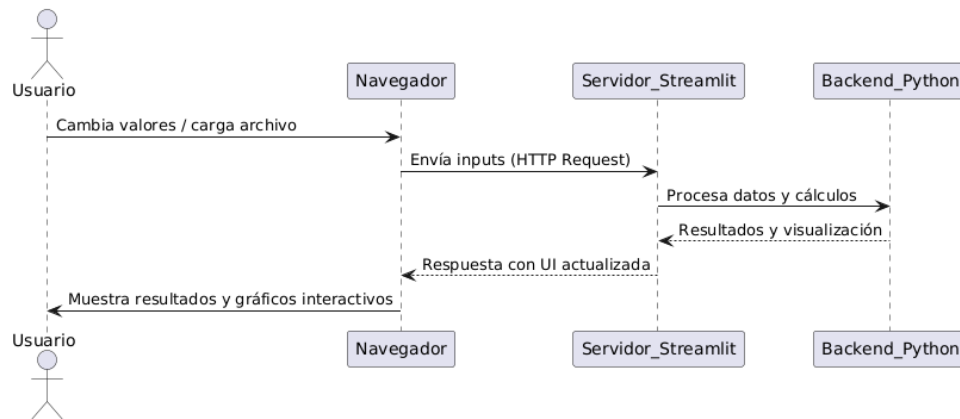 Usuario
Navegador
Servidor_Streamlit
Backend_Python
Cambia valores / carga archivo
Envía inputs (HTTP Request)
Procesa datos y cálculos
Resultados y visualización
Respuesta con UI actualizada
Muestra resultados y gráficos interactivos
Usuario
Navegador
Servidor_Streamlit
Backend_Python